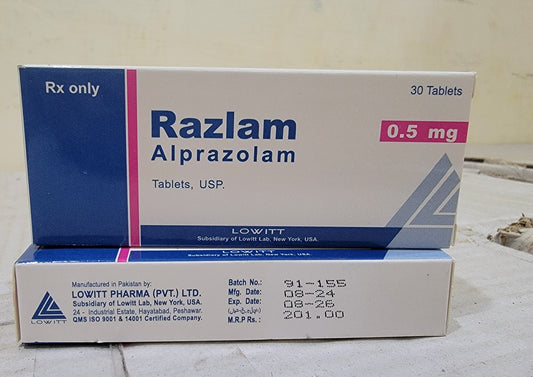 Rx only
30 Tablets
Razlam
0.5 mg
Alprazolam
Tablets, USP.
LOWITT
Subsidiary of Lowitt Lab, New York, USA.
Manufactured in Pakistan by:
LOWITT PHARMA (PVT.) LTD.
Subsidiary of Lowitt Lab, New York, USA.
24 - Industrial Estate, Hayatabad, Peshawar.
QMS ISO 9001 & 14001 Certified Company.
LOWITT
Batch No.: 91-155
Mfg. Date: 08-24
Exp. Date: 08-26
M.R.P Rs.: 201.00